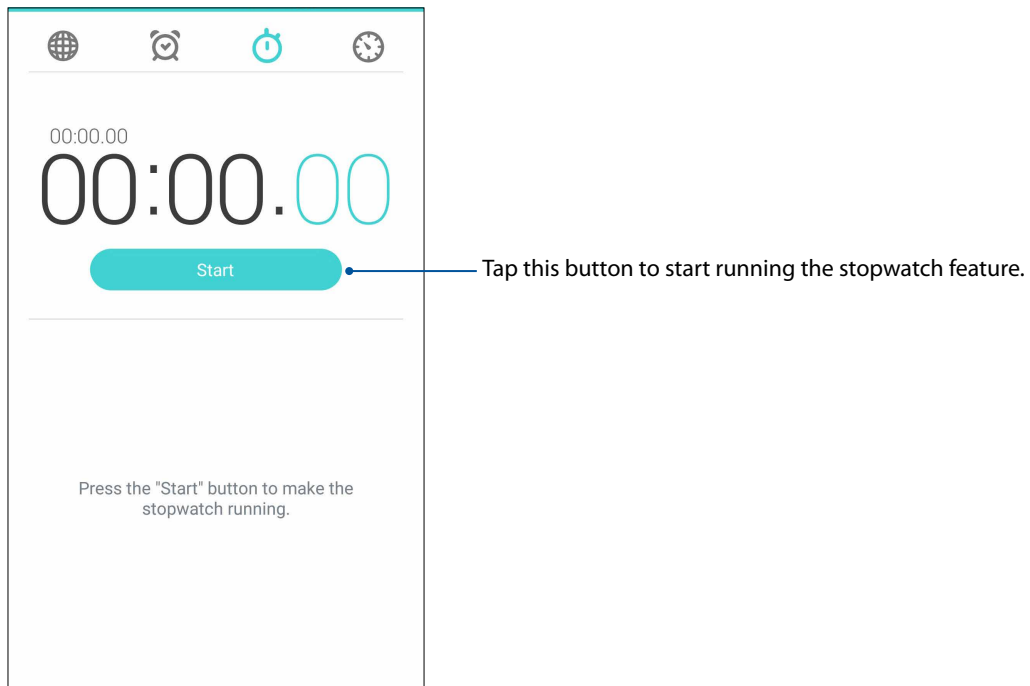 00:00.00
00:00.00
Start
Tap this button to start running the stopwatch feature.
Press the "Start" button to make the
stopwatch running.